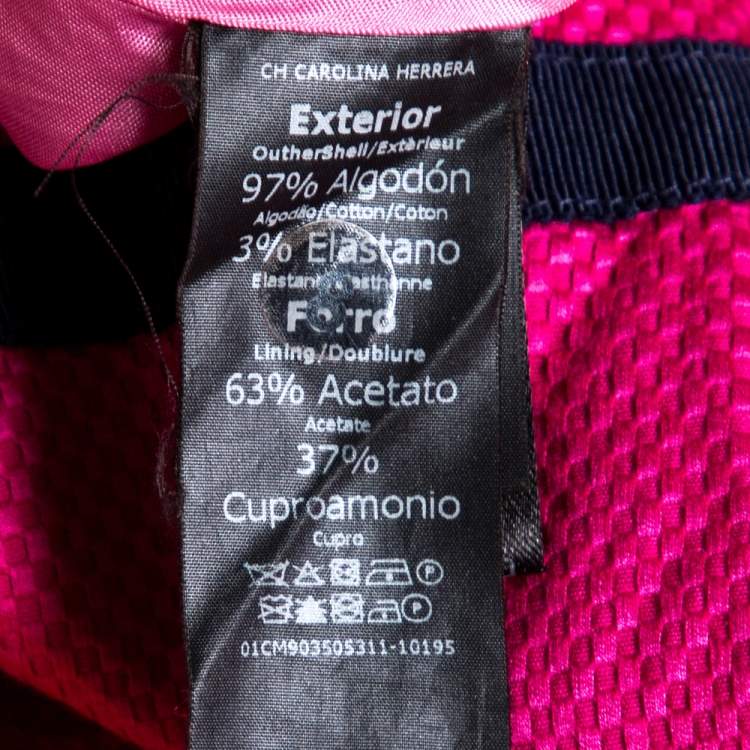 CH CAROLINA HERRERA
Exterior
OutherShell/Extèrieur
97% Algodón
Algodão/Cotton/Coton
3% Elastano
Forro
Lining/Doublure
63% Acetato
Acetate
37%
Cuproamonio
Cupro
P
P
01CM903505311-10195